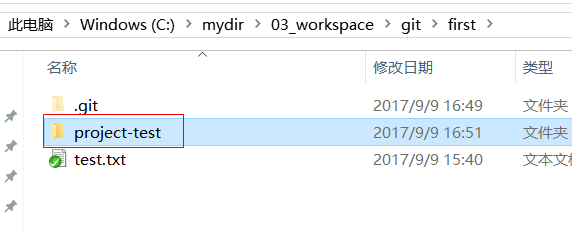 此电脑 > Windows (C:) > mydir > 03_workspace > git > first >
名称 修改日期 类型
.git 2017/9/9 16:49 文件夹
project-test 2017/9/9 16:51 文件夹
test.txt 2017/9/9 15:40 文本文